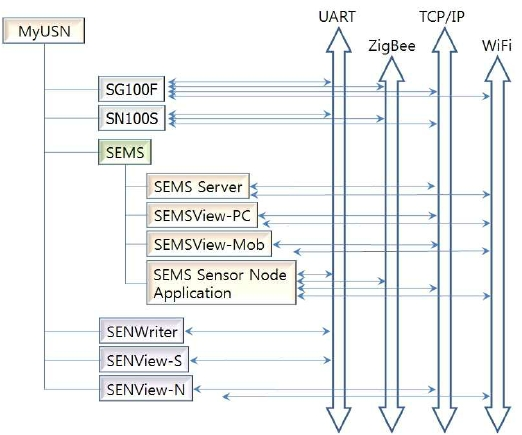 UART
TCP/IP
MyUSN
ZigBee
WiFi
SG100F
SN100S
SEMS
SEMS Server
SEMSView-PC
SEMSView-Mob
SEMS Sensor Node
Application
SENWriter
SENView-S
SENView-N